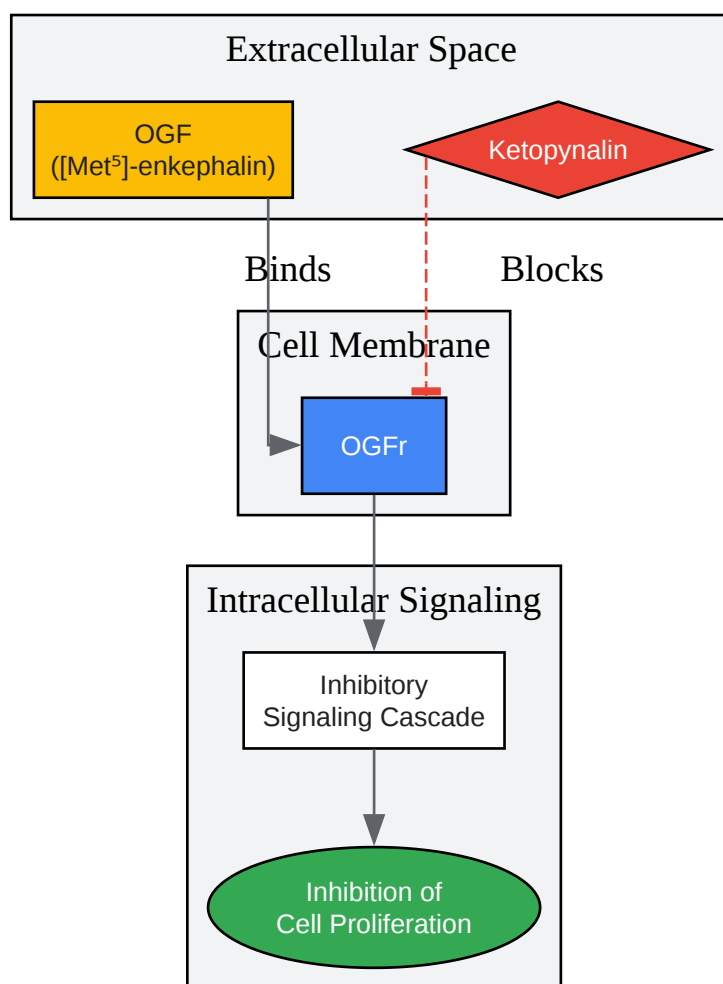 Extracellular Space
OGF
([Met⁵]-enkephalin)
Ketopynalin
Binds
Blocks
Cell Membrane
OGFr
Intracellular Signaling
Inhibitory
Signaling Cascade
Inhibition of
Cell Proliferation